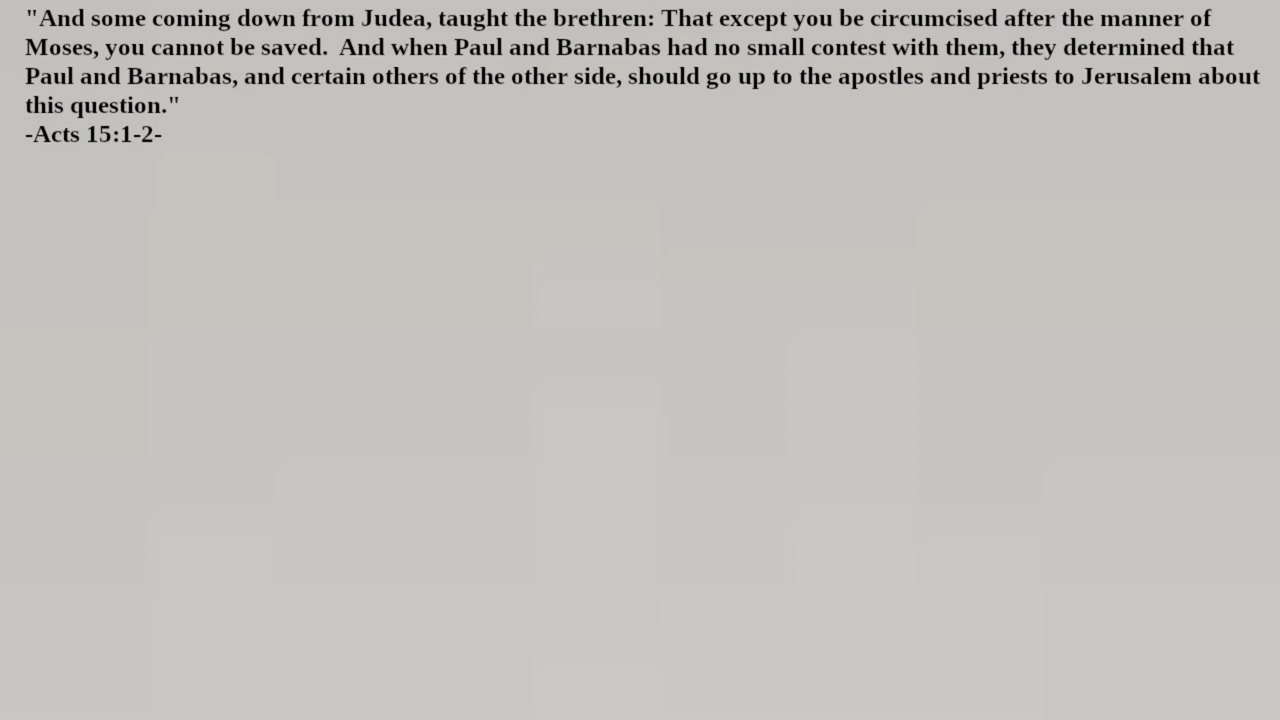 "And some coming down from Judea, taught the brethren: That except you be circumcised after the manner of
Moses, you cannot be saved.  And when Paul and Barnabas had no small contest with them, they determined that
Paul and Barnabas, and certain others of the other side, should go up to the apostles and priests to Jerusalem about
this question."
-Acts 15:1-2-